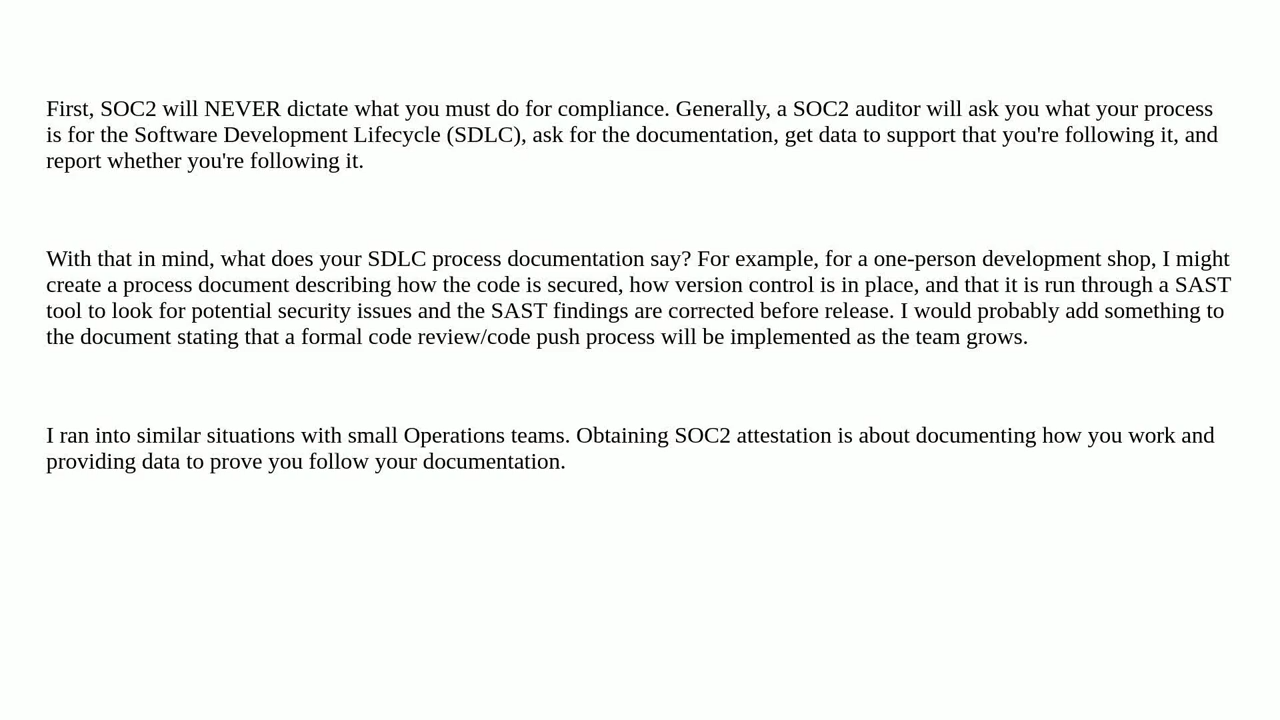 First, SOC2 will NEVER dictate what you must do for compliance. Generally, a SOC2 auditor will ask you what your process
is for the Software Development Lifecycle (SDLC), ask for the documentation, get data to support that you're following it, and
report whether you're following it.
With that in mind, what does your SDLC process documentation say? For example, for a one-person development shop, I might
create a process document describing how the code is secured, how version control is in place, and that it is run through a SAST
tool to look for potential security issues and the SAST findings are corrected before release. I would probably add something to
the document stating that a formal code review/code push process will be implemented as the team grows.
I ran into similar situations with small Operations teams. Obtaining SOC2 attestation is about documenting how you work and
providing data to prove you follow your documentation.